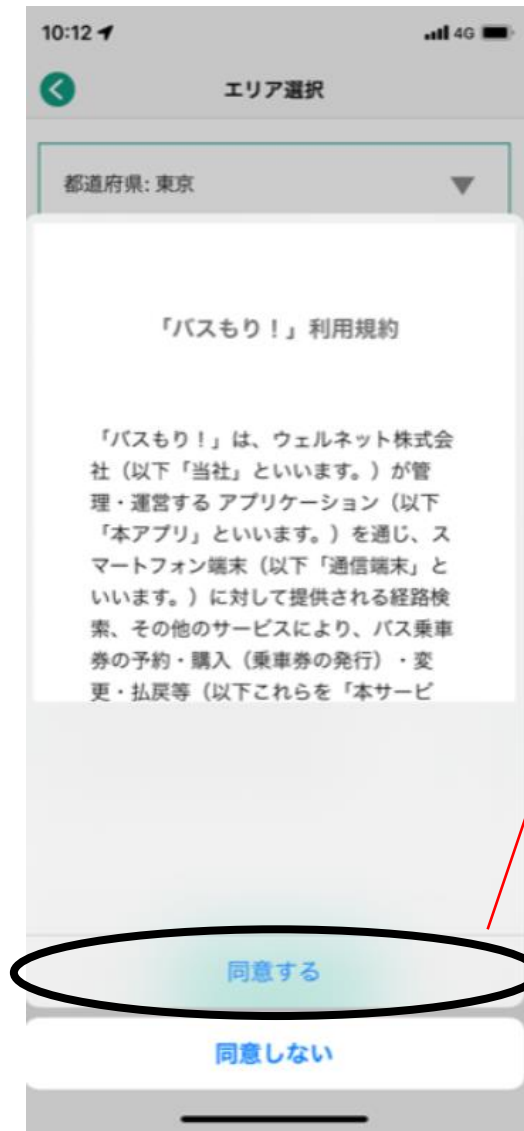 10:12 4G
エリア選択
都道府県: 東京
「バスもり！」利用規約
「バスもり！」は、ウェルネット株式会
社（以下「当社」といいます。）が管
理・運営する アプリケーション（以下
「本アプリ」といいます。）を通じ、ス
マートフォン端末（以下「通信端末」と
いいます。）に対して提供される経路検
索、その他のサービスにより、バス乗車
券の予約・購入（乗車券の発行）・変
更・払戻等（以下これらを「本サービ
同意する
同意しない